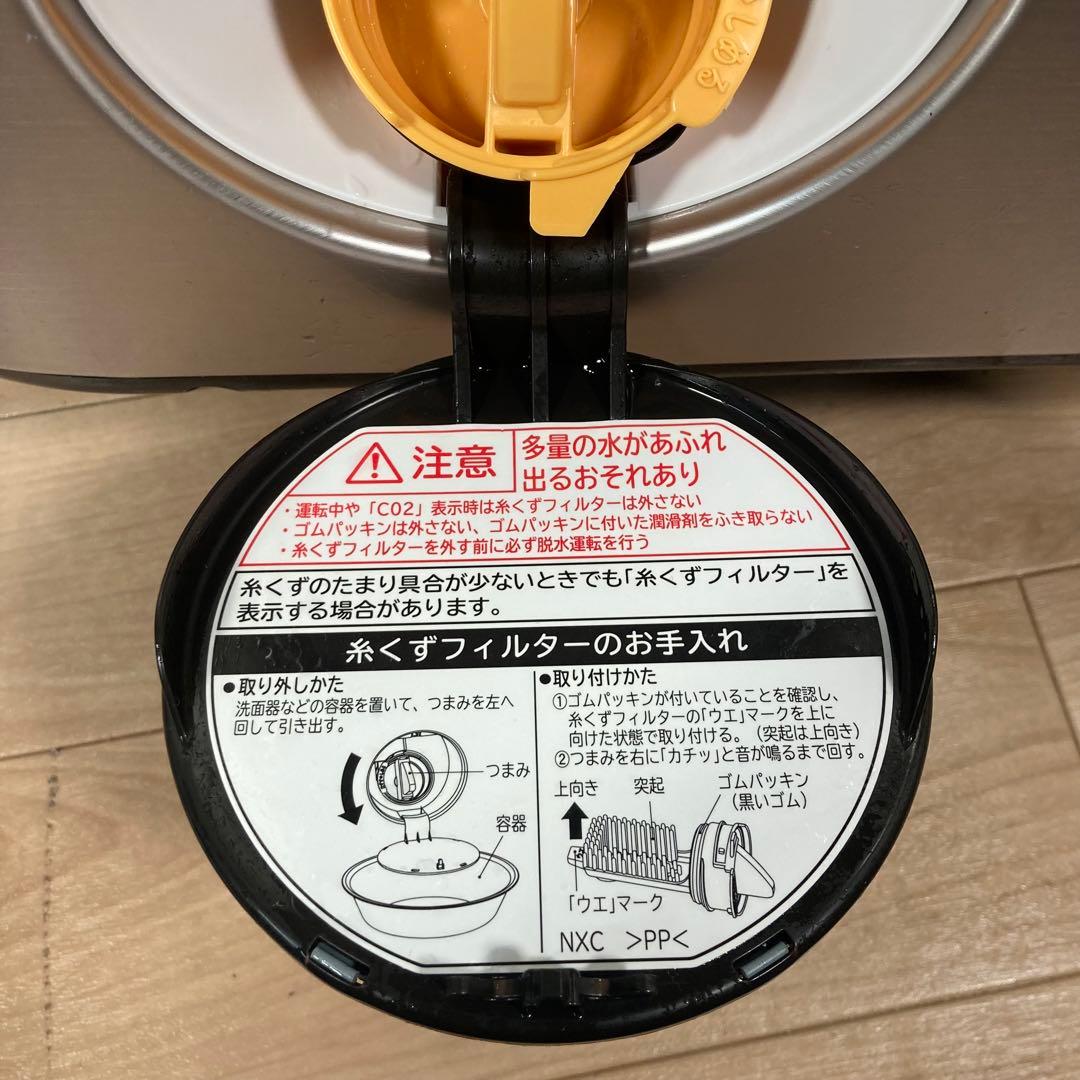 しめる
注意
多量の水があふれ
出るおそれあり
・運転中や「C02」表示時は糸くずフィルターは外さない
・ゴムパッキンは外さない、ゴムパッキンに付いた潤滑剤をふき取らない
・糸くずフィルターを外す前に必ず脱水運転を行う
糸くずのたまり具合が少ないときでも「糸くずフィルター」を
表示する場合があります。
糸くずフィルターのお手入れ
●取り外しかた
洗面器などの容器を置いて、つまみを左へ
回して引き出す。
つまみ
容器
●取り付けかた
①ゴムパッキンが付いていることを確認し、
糸くずフィルターの「ウエ」マークを上に
向けた状態で取り付ける。（突起は上向き）
②つまみを右に「カチッ」と音が鳴るまで回す。
上向き
突起
ゴムパッキン
（黒いゴム）
「ウエ」マーク
NXC >PP<